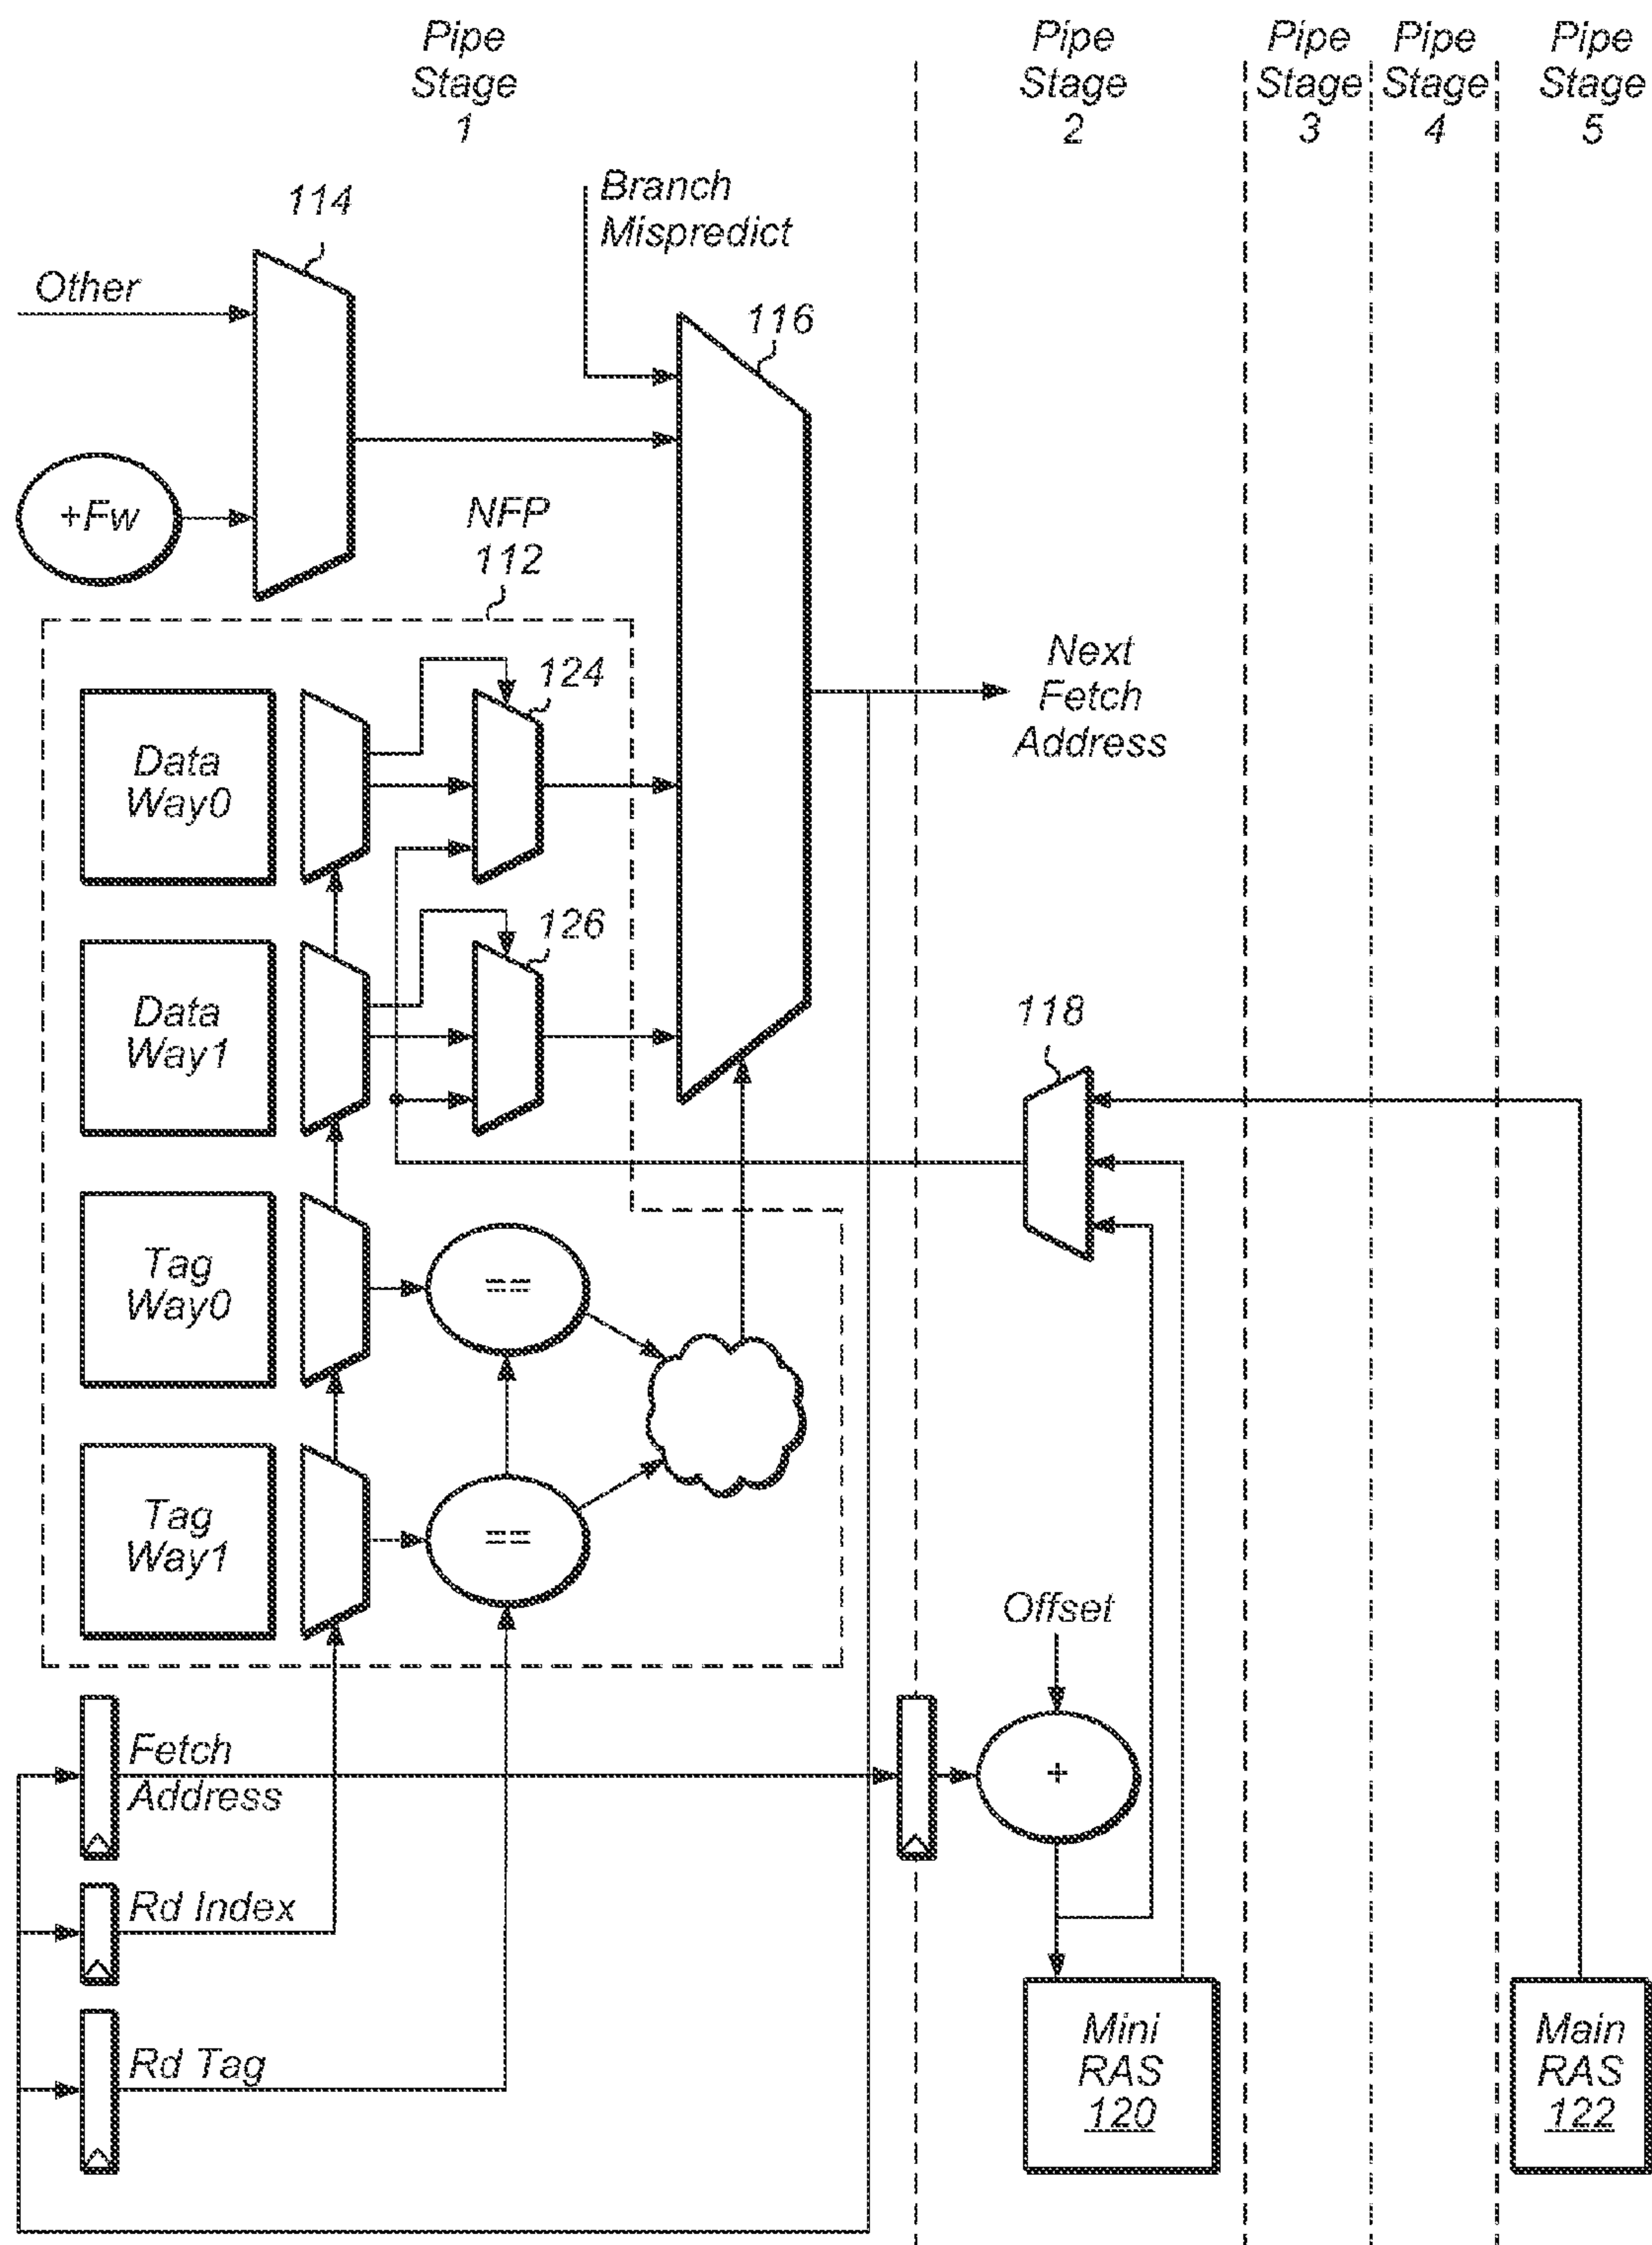 Pipe Stage 1
Pipe Stage 2
Pipe Stage 3
Pipe Stage 4
Pipe Stage 5
114
Branch
Mispredict
Other
116
+Fw
NFP
112
124
Data
Way0
Next
Fetch
Address
126
Data
Way1
118
Tag
Way0
==
Tag
Way1
==
Offset
Fetch
Address
+
Rd Index
Rd Tag
Mini
RAS
120
Main
RAS
122